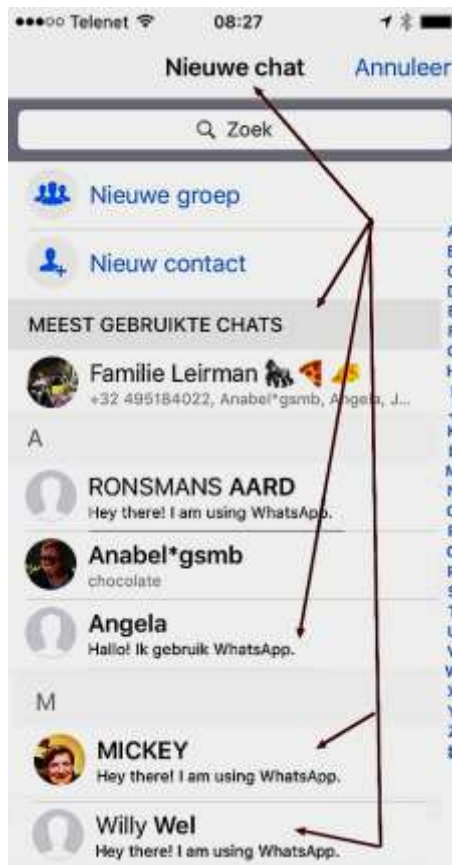 Telenet 08:27
Nieuwe chat Annuleer
Zoek
Nieuwe groep
Nieuw contact
MEEST GEBRUIKTE CHATS
Familie Leirman 🦍🍕💪
+32 495184022, Anabel*gsmb, Angela, J...
A
RONSMANS AARD
Hey there! I am using WhatsApp.
Anabel*gsmb
chocolate
Angela
Hallo! Ik gebruik WhatsApp.
M
MICKEY
Hey there! I am using WhatsApp.
Willy Wel
Hey there! I am using WhatsApp.